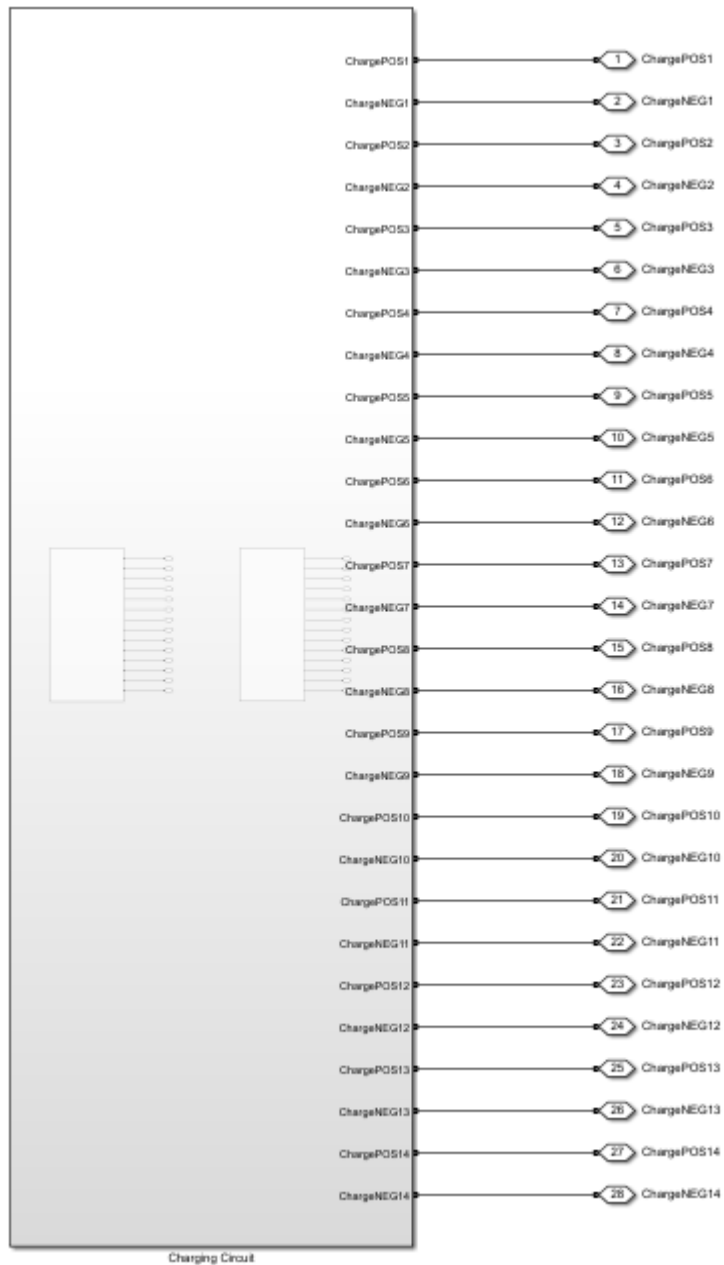 ChargePOS1 1 ChargePOS1
ChargeNEG1 2 ChargeNEG1
ChargePOS2 3 ChargePOS2
ChargeNEG2 4 ChargeNEG2
ChargePOS3 5 ChargePOS3
ChargeNEG3 6 ChargeNEG3
ChargePOS4 7 ChargePOS4
ChargeNEG4 8 ChargeNEG4
ChargePOS5 9 ChargePOS5
ChargeNEG5 10 ChargeNEG5
ChargePOS6 11 ChargePOS6
ChargeNEG6 12 ChargeNEG6
ChargePOS7 13 ChargePOS7
ChargeNEG7 14 ChargeNEG7
ChargePOS8 15 ChargePOS8
ChargeNEG8 16 ChargeNEG8
ChargePOS9 17 ChargePOS9
ChargeNEG9 18 ChargeNEG9
ChargePOS10 19 ChargePOS10
ChargeNEG10 20 ChargeNEG10
ChargePOS11 21 ChargePOS11
ChargeNEG11 22 ChargeNEG11
ChargePOS12 23 ChargePOS12
ChargeNEG12 24 ChargeNEG12
ChargePOS13 25 ChargePOS13
ChargeNEG13 26 ChargeNEG13
ChargePOS14 27 ChargePOS14
ChargeNEG14 28 ChargeNEG14
Charging Circuit